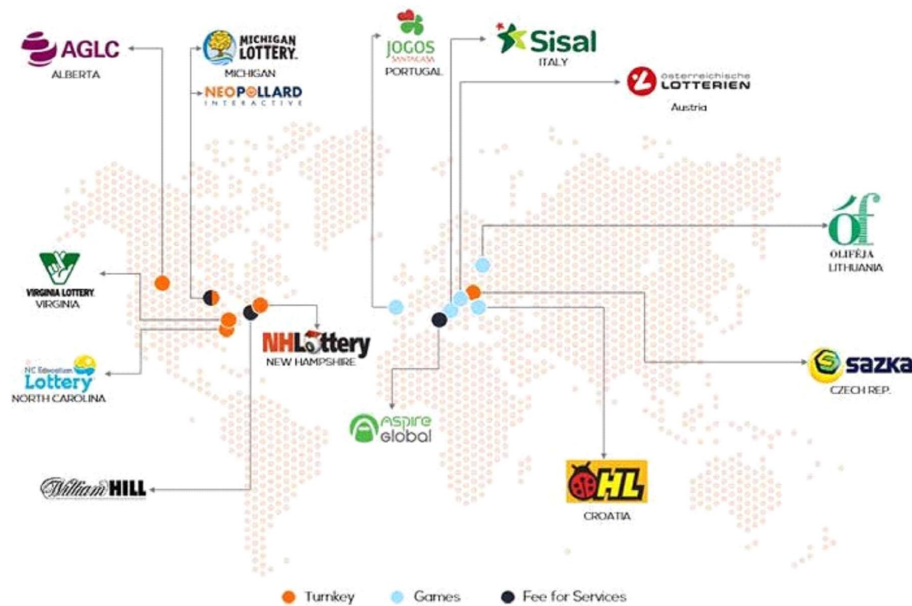 AGLC
ALBERTA
MICHIGAN
LOTTERY
MICHIGAN
NEOPOLLARD
INTERACTIVE
JOGOS
SANTACASA
PORTUGAL
Sisal
ITALY
österreichische
LOTTERIEN
Austria
óf
OLIFĖJA
LITHUANIA
VIRGINIA LOTTERY
VIRGINIA
NHLottery
NEW HAMPSHIRE
NC Education
Lottery
NORTH CAROLINA
SAZKA
CZECH REP.
Aspire
Global
William HILL
HL
CROATIA
Turnkey
Games
Fee for Services